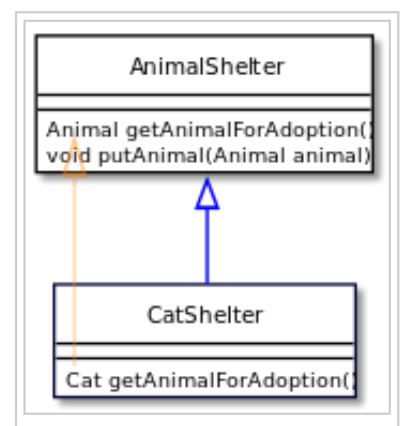 AnimalShelter
Animal getAnimalForAdoption()
void putAnimal(Animal animal)
CatShelter
Cat getAnimalForAdoption()